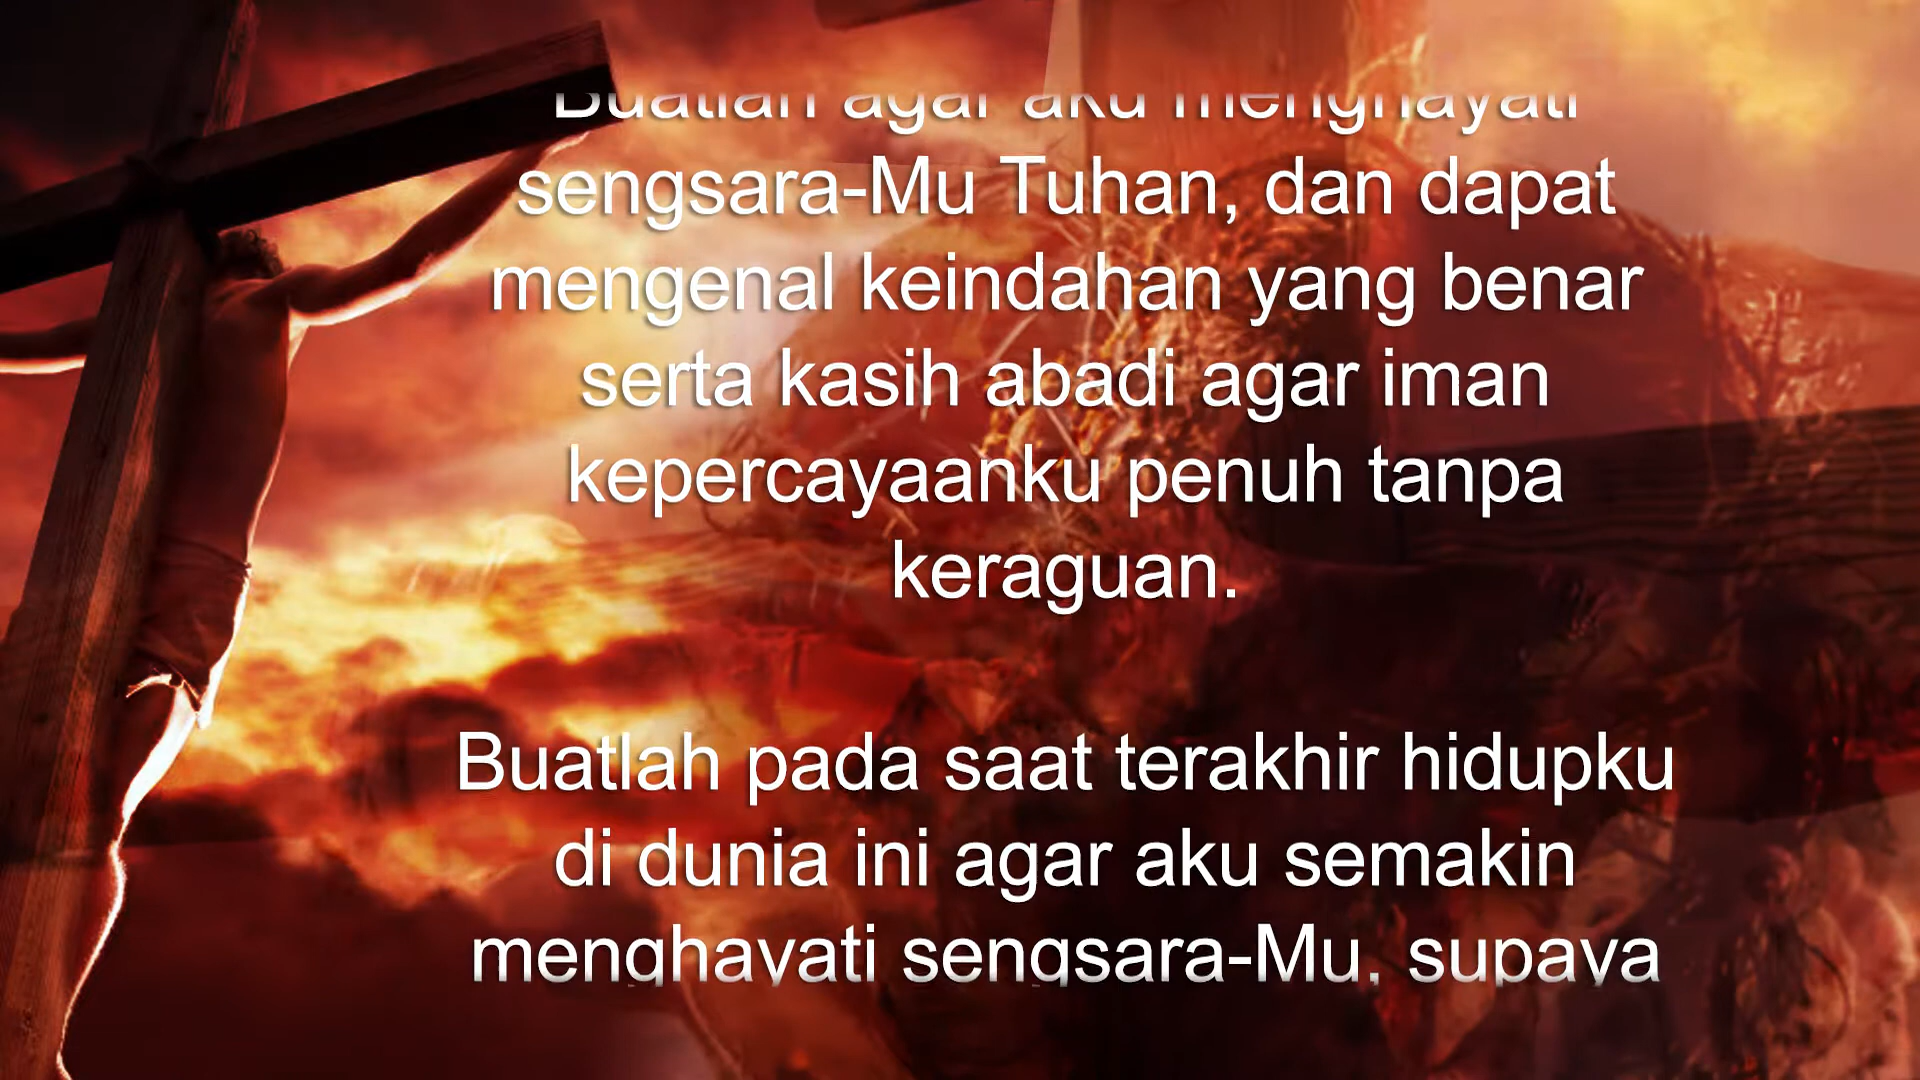 Buatlah agar aku menghayati
sengsara-Mu Tuhan, dan dapat
mengenal keindahan yang benar
serta kasih abadi agar iman
kepercayaanku penuh tanpa
keraguan.
Buatlah pada saat terakhir hidupku
di dunia ini agar aku semakin
menghayati sengsara-Mu, supaya